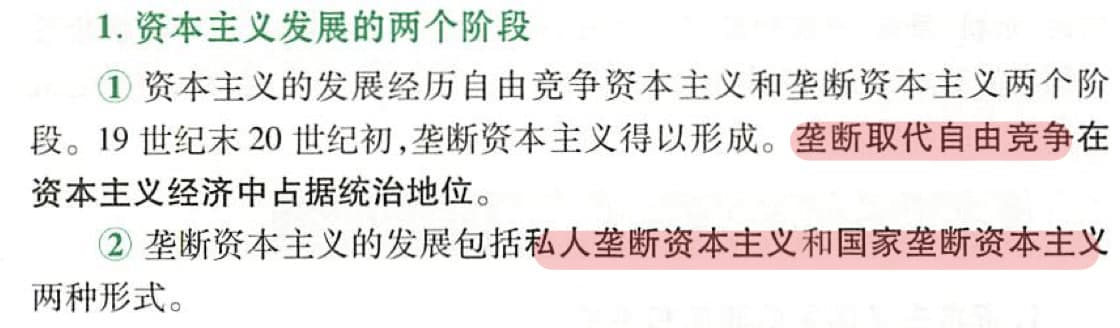 1. 资本主义发展的两个阶段
① 资本主义的发展经历自由竞争资本主义和垄断资本主义两个阶
段。19 世纪末 20 世纪初,垄断资本主义得以形成。垄断取代自由竞争在
资本主义经济中占据统治地位。
② 垄断资本主义的发展包括私人垄断资本主义和国家垄断资本主义
两种形式。